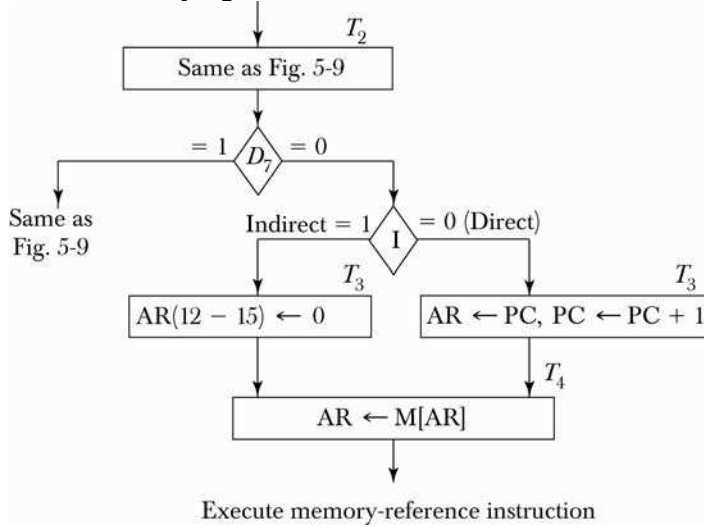 T₂
Same as Fig. 5-9
= 1
D₇
= 0
Same as
Fig. 5-9
Indirect = 1
I
= 0 (Direct)
T₃
T₃
AR(12 − 15) ← 0
AR ← PC, PC ← PC + 1
T₄
AR ← M[AR]
Execute memory-reference instruction